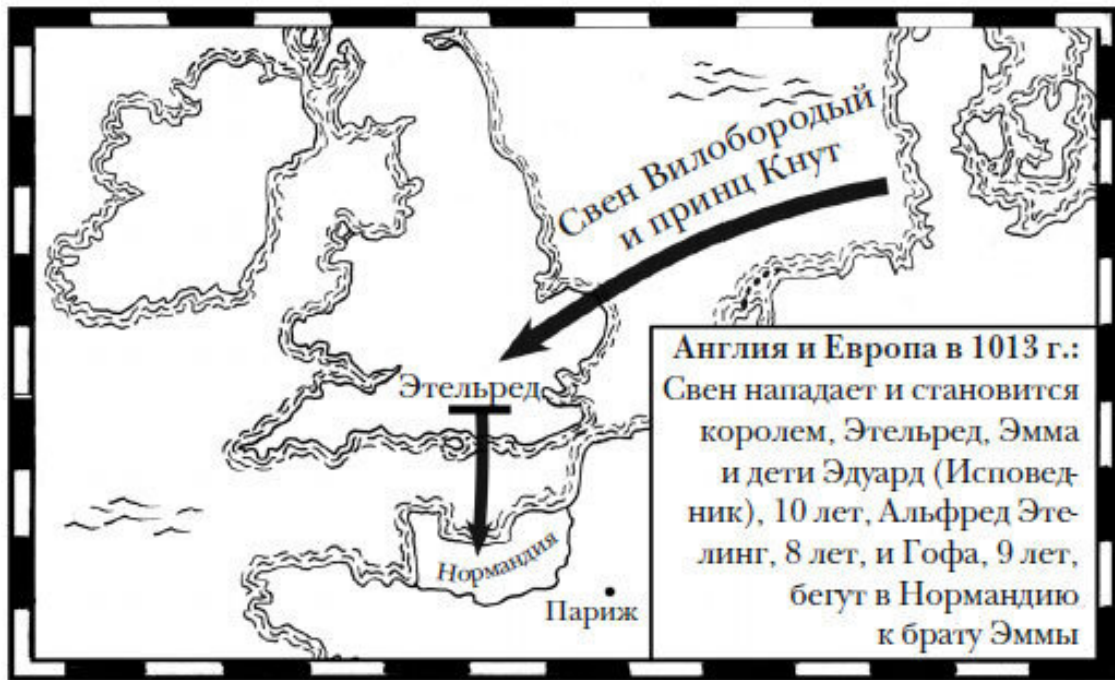 Свен Вилобородый
и принц Кнут
Этельред
Нормандия
Париж
Англия и Европа в 1013 г.:
Свен нападает и становится
королем, Этельред, Эмма
и дети Эдуард (Исповед-
ник), 10 лет, Альфред Эте-
линг, 8 лет, и Гофа, 9 лет,
бегут в Нормандию
к брату Эммы